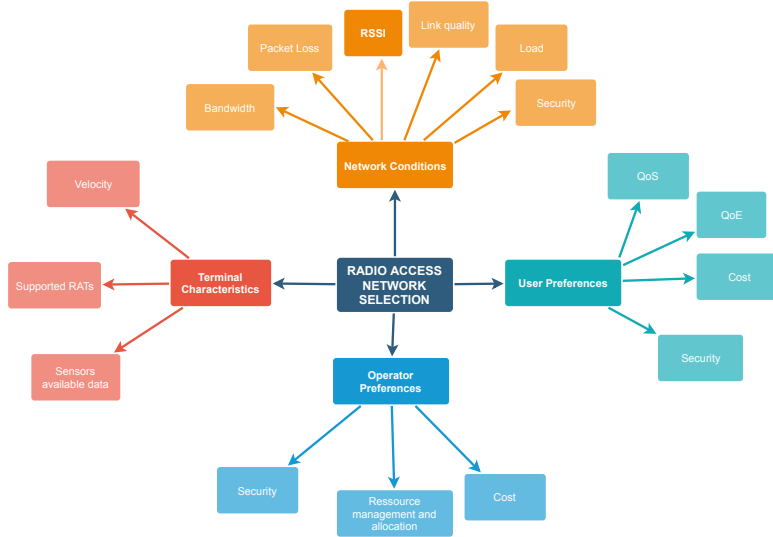 Link quality
RSSI
Packet Loss
Load
Bandwidth
Security
Network Conditions
Velocity
QoS
QoE
Supported RATs
Terminal
Characteristics
RADIO ACCESS
NETWORK
SELECTION
User Preferences
Cost
Sensors
available data
Security
Operator
Preferences
Security
Ressource
management and
allocation
Cost